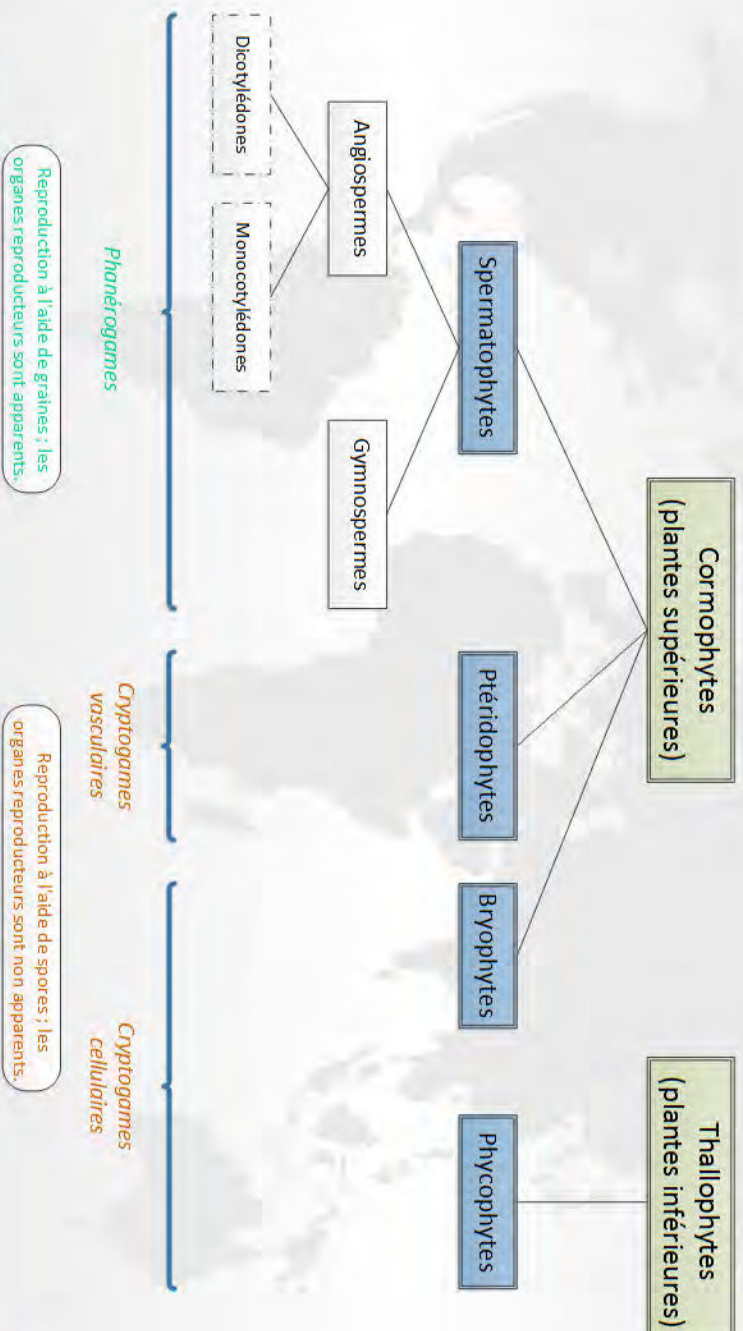 Cormophytes
(plantes supérieures)
Thallophytes
(plantes inférieures)
Spermatophytes
Ptéridophytes
Bryophytes
Phycophytes
Angiospermes
Gymnospermes
Dicotylédones
Monocotylédones
Phanérogames
Cryptogames
vasculaires
Cryptogames
cellulaires
Reproduction à l'aide de graines ; les
organes reproducteurs sont apparents.
Reproduction à l'aide de spores ; les
organes reproducteurs sont non apparents.